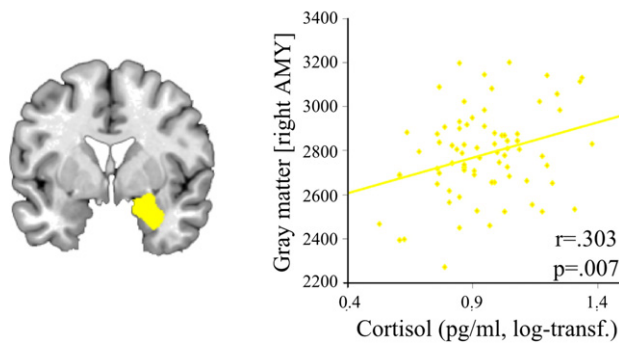 3400
3200
3000
2800
2600
2400
2200
Gray matter [right AMY]
r=.303
p=.007
0.4
0.9
1.4
Cortisol (pg/ml, log-transf.)